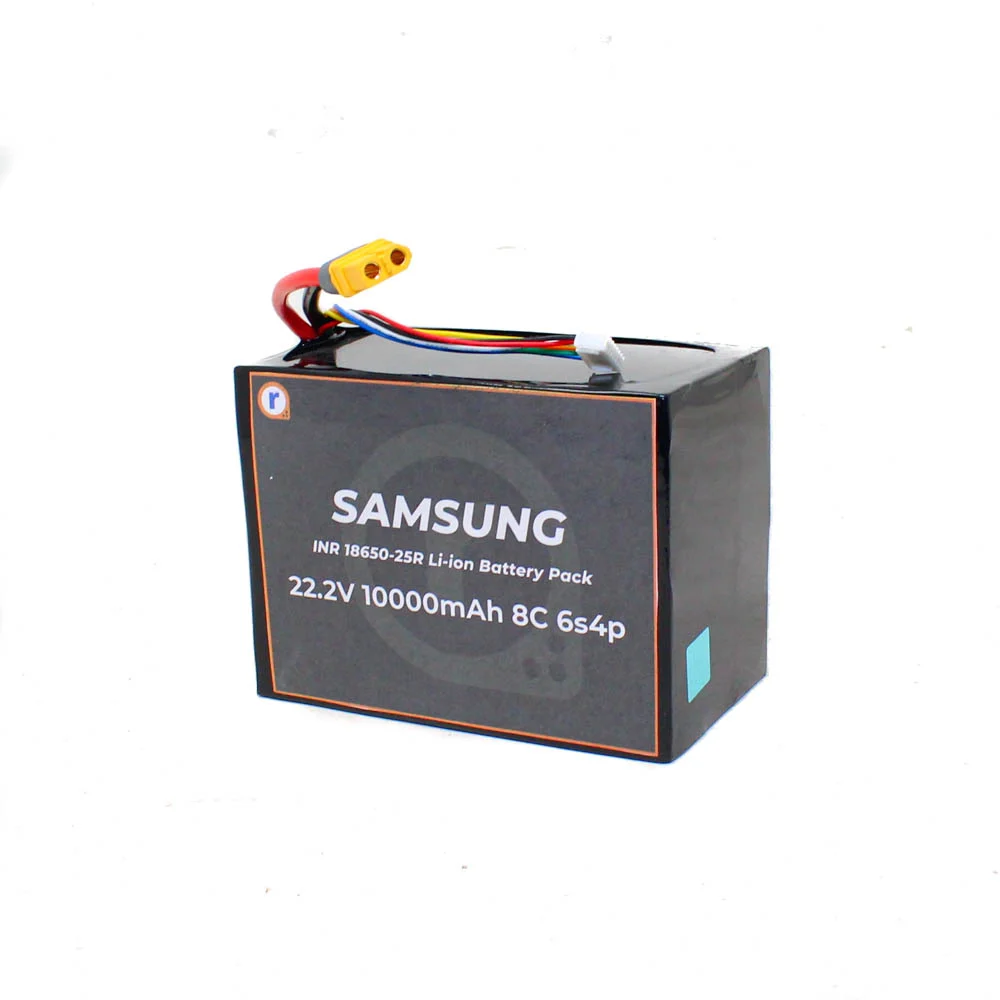 r
SAMSUNG
INR 18650-25R Li-ion Battery Pack
22.2V 10000mAh 8C 6s4p